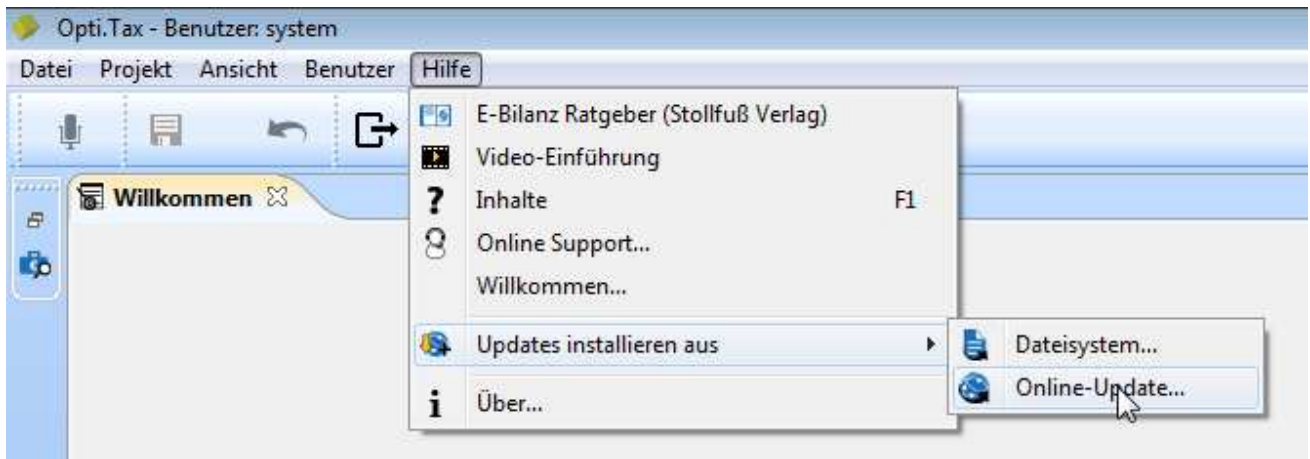 Opti.Tax - Benutzer: system
Datei Projekt Ansicht Benutzer Hilfe
E-Bilanz Ratgeber (Stollfuß Verlag)
Video-Einführung
Willkommen
Inhalte F1
Online Support...
Willkommen...
Updates installieren aus
Dateisystem...
Online-Update...
Über...